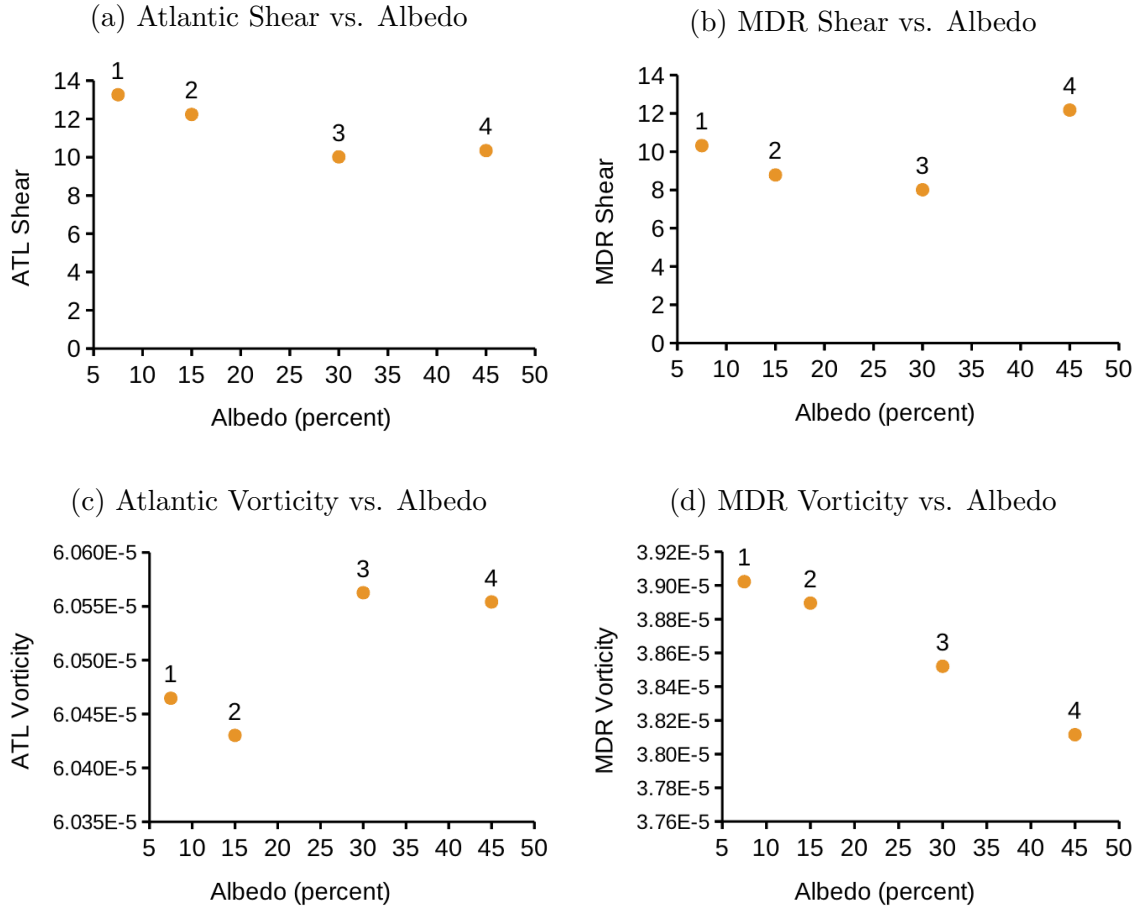 (a) Atlantic Shear vs. Albedo
14
12
10
8
6
4
2
0
ATL Shear
1
2
3
4
5 10 15 20 25 30 35 40 45 50
Albedo (percent)
(b) MDR Shear vs. Albedo
14
12
10
8
6
4
2
0
MDR Shear
1
2
3
4
5 10 15 20 25 30 35 40 45 50
Albedo (percent)
(c) Atlantic Vorticity vs. Albedo
6.060E-5
6.055E-5
6.050E-5
6.045E-5
6.040E-5
6.035E-5
ATL Vorticity
1
2
3
4
5 10 15 20 25 30 35 40 45 50
Albedo (percent)
(d) MDR Vorticity vs. Albedo
3.92E-5
3.90E-5
3.88E-5
3.86E-5
3.84E-5
3.82E-5
3.80E-5
3.78E-5
3.76E-5
MDR Vorticity
1
2
3
4
5 10 15 20 25 30 35 40 45 50
Albedo (percent)